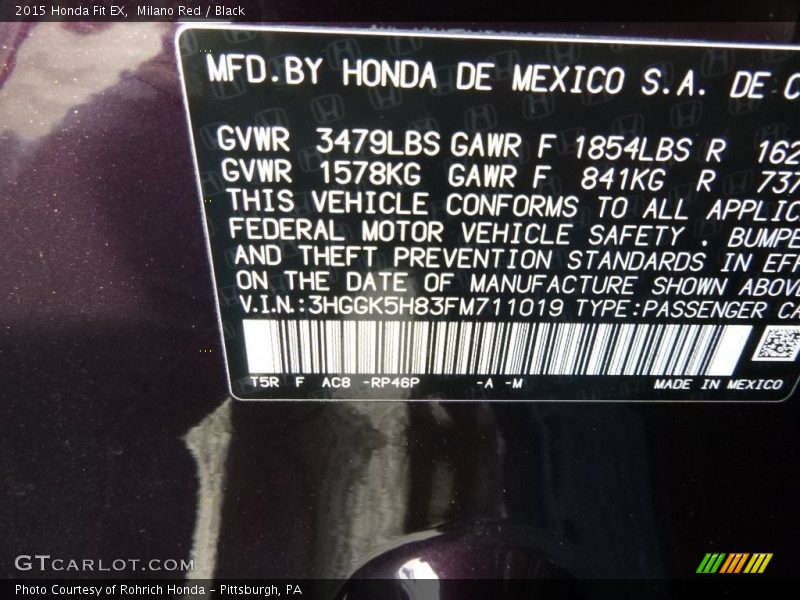 2015 Honda Fit EX, Milano Red / Black
MFD.BY HONDA DE MEXICO S.A. DE C
GVWR 3479LBS GAWR F 1854LBS R 162
GVWR 1578KG GAWR F 841KG R 737
THIS VEHICLE CONFORMS TO ALL APPLIC
FEDERAL MOTOR VEHICLE SAFETY . BUMPE
AND THEFT PREVENTION STANDARDS IN EFF
ON THE DATE OF MANUFACTURE SHOWN ABOV
V.I.N.:3HGGK5H83FM711019 TYPE:PASSENGER CA
T5R F AC8 -RP46P -A -M MADE IN MEXICO
GTCARLOT.COM
Photo Courtesy of Rohrich Honda - Pittsburgh, PA